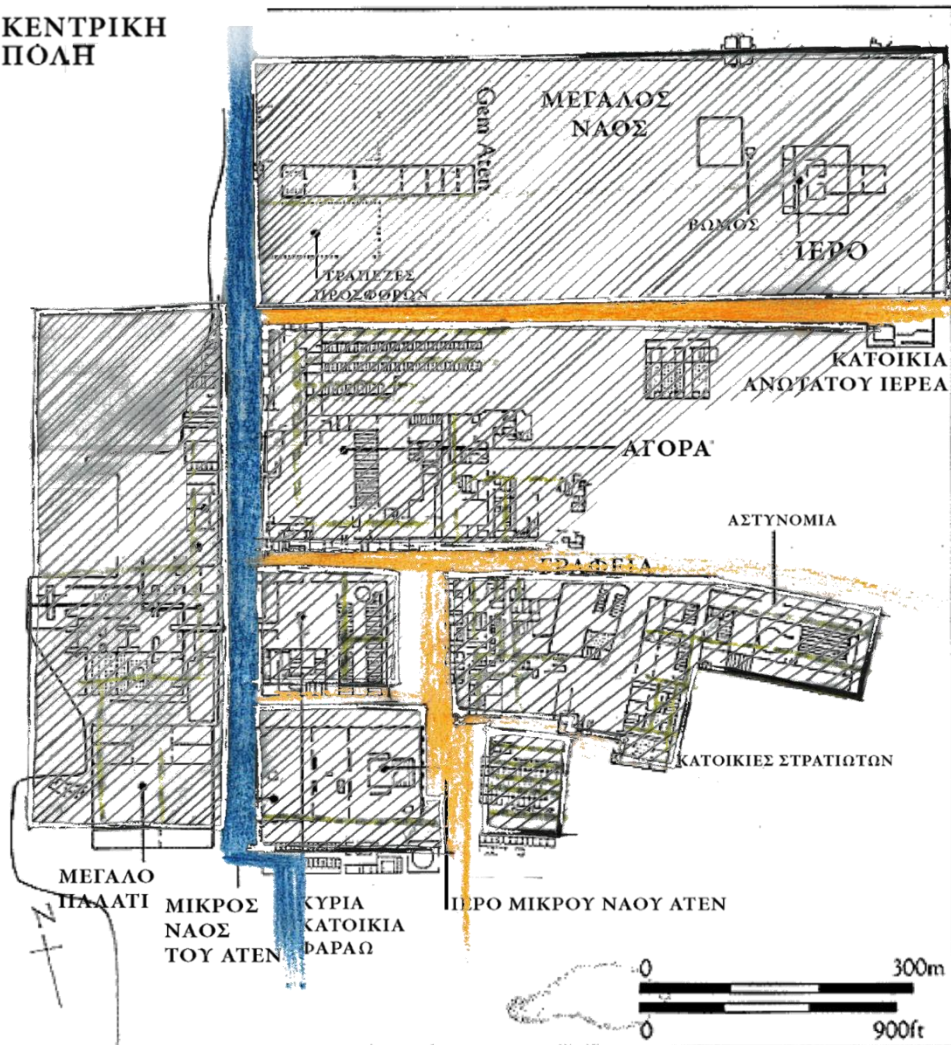 ΚΕΝΤΡΙΚΗ
ΠΟΛΗ
Gem Aten
ΜΕΓΑΛΟΣ
ΝΑΟΣ
ΒΩΜΟΣ
ΙΕΡΟ
ΤΡΑΠΕΖΕΣ
ΠΡΟΣΦΟΡΩΝ
ΚΑΤΟΙΚΙΑ
ΑΝΩΤΑΤΟΥ ΙΕΡΕΑ
ΑΓΟΡΑ
ΑΣΤΥΝΟΜΙΑ
ΓΡΑΦΕΙΑ
ΚΑΤΟΙΚΙΕΣ ΣΤΡΑΤΙΩΤΩΝ
ΜΕΓΑΛΟ
ΠΑΛΑΤΙ
ΜΙΚΡΟΣ
ΝΑΟΣ
ΤΟΥ ΑΤΕΝ
ΚΥΡΙΑ
ΚΑΤΟΙΚΙΑ
ΦΑΡΑΩ
ΙΕΡΟ ΜΙΚΡΟΥ ΝΑΟΥ ΑΤΕΝ
N
0 300m
0 900ft